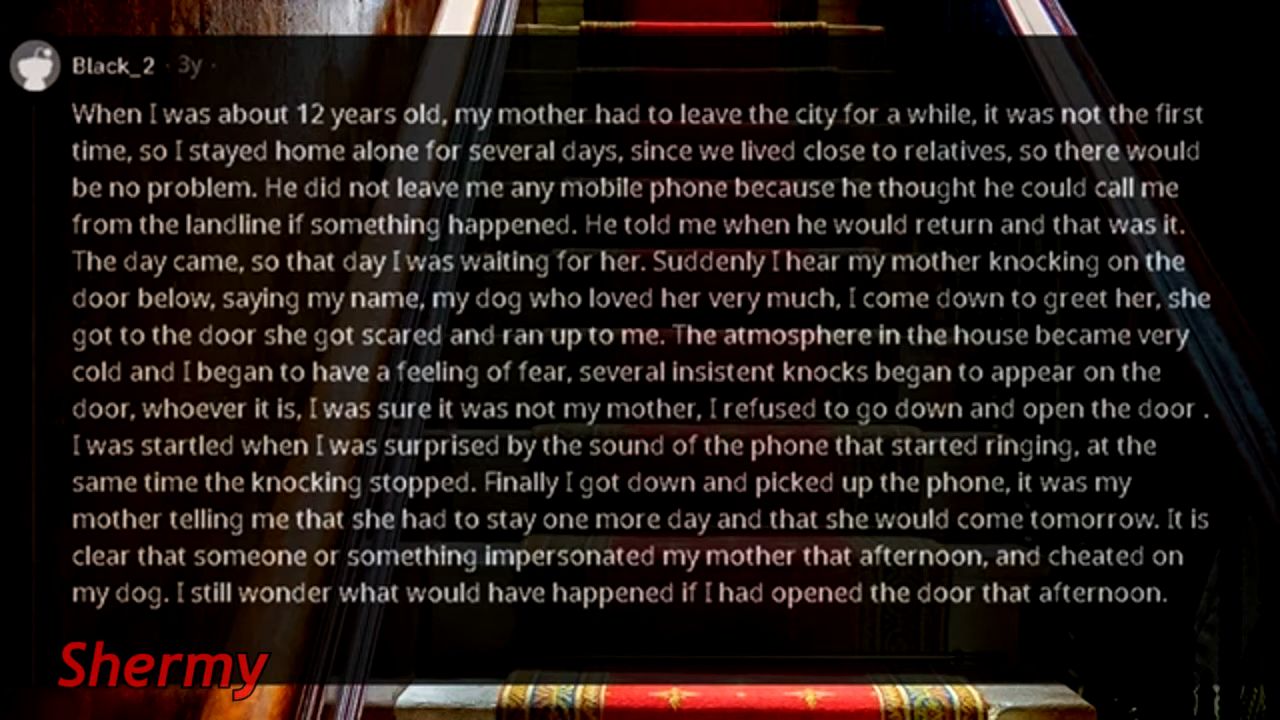 Black_2 · 3y ·
When I was about 12 years old, my mother had to leave the city for a while, it was not the first
time, so I stayed home alone for several days, since we lived close to relatives, so there would
be no problem. He did not leave me any mobile phone because he thought he could call me
from the landline if something happened. He told me when he would return and that was it.
The day came, so that day I was waiting for her. Suddenly I hear my mother knocking on the
door below, saying my name, my dog who loved her very much, I come down to greet her, she
got to the door she got scared and ran up to me. The atmosphere in the house became very
cold and I began to have a feeling of fear, several insistent knocks began to appear on the
door, whoever it is, I was sure it was not my mother, I refused to go down and open the door .
I was startled when I was surprised by the sound of the phone that started ringing, at the
same time the knocking stopped. Finally I got down and picked up the phone, it was my
mother telling me that she had to stay one more day and that she would come tomorrow. It is
clear that someone or something impersonated my mother that afternoon, and cheated on
my dog. I still wonder what would have happened if I had opened the door that afternoon.
Shermy